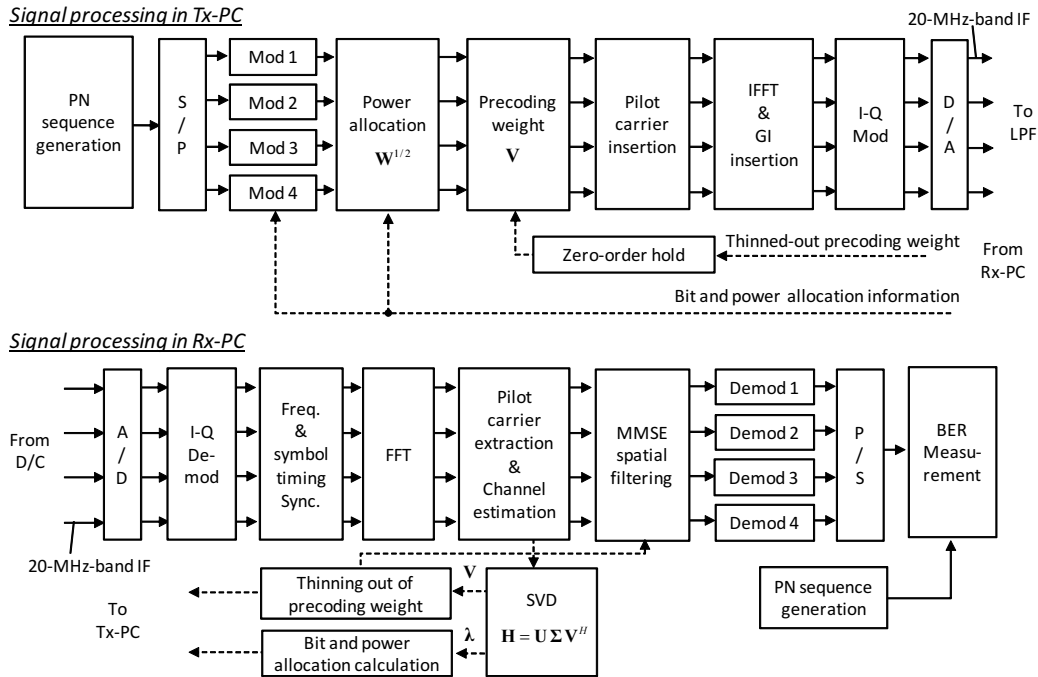 Signal processing in Tx-PC
20-MHz-band IF
PN
sequence
generation
S
/
P
Mod 1
Mod 2
Mod 3
Mod 4
Power
allocation
W^{1/2}
Precoding
weight
V
Pilot
carrier
insertion
IFFT
&
GI
insertion
I-Q
Mod
D
/
A
To
LPF
Zero-order hold
Thinned-out precoding weight
From
Rx-PC
Bit and power allocation information
Signal processing in Rx-PC
From
D/C
A
/
D
I-Q
De-
mod
Freq.
&
symbol
timing
Sync.
FFT
Pilot
carrier
extraction
&
Channel
estimation
MMSE
spatial
filtering
Demod 1
Demod 2
Demod 3
Demod 4
P
/
S
BER
Measu-
rement
20-MHz-band IF
To
Tx-PC
Thinning out of
precoding weight
V
SVD
H = U Σ V^H
λ
Bit and power
allocation calculation
PN sequence
generation